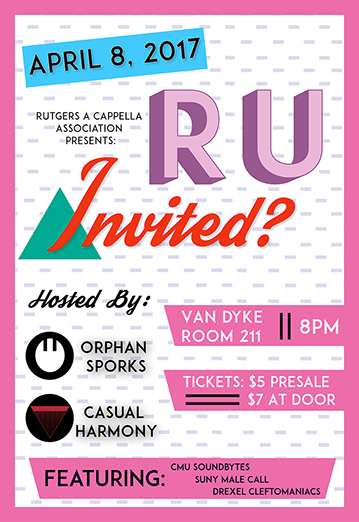 APRIL 8, 2017
RUTGERS A CAPPELLA
ASSOCIATION
PRESENTS:
RU
Invited?
Hosted By:
ORPHAN
SPORKS
CASUAL
HARMONY
VAN DYKE
ROOM 211
8PM
TICKETS: $5 PRESALE
$7 AT DOOR
FEATURING:
CMU SOUNDBYTES
SUNY MALE CALL
DREXEL CLEFTOMANIACS